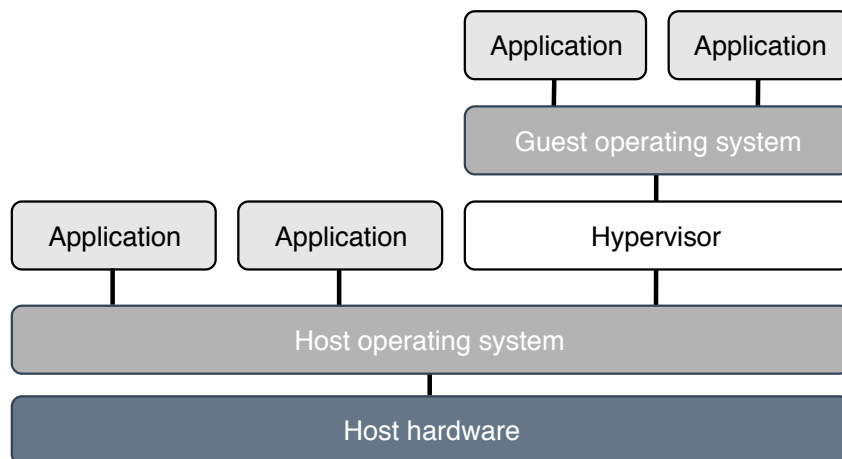 Application
Application
Guest operating system
Application
Application
Hypervisor
Host operating system
Host hardware